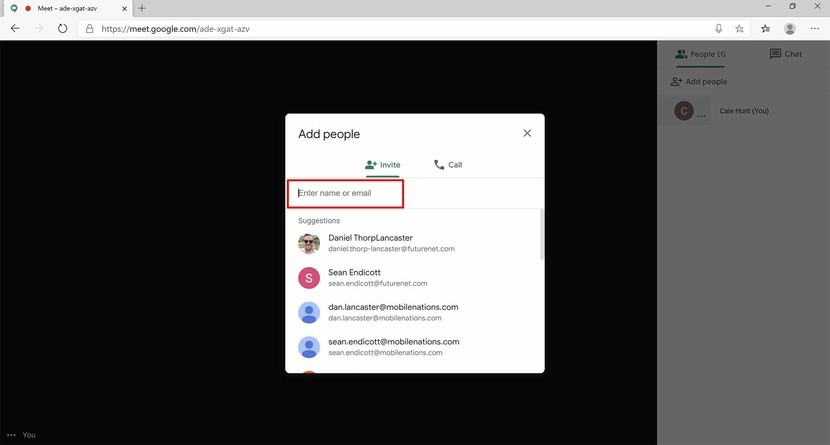 Meet – ade-xgat-azv
https://meet.google.com/ade-xgat-azv
People (1)
Chat
Add people
C
Cale Hunt (You)
Add people
Invite
Call
Enter name or email
Suggestions
Daniel ThorpLancaster
daniel.thorp-lancaster@futurenet.com
S
Sean Endicott
sean.endicott@futurenet.com
dan.lancaster@mobilenations.com
dan.lancaster@mobilenations.com
sean.endicott@mobilenations.com
sean.endicott@mobilenations.com
You